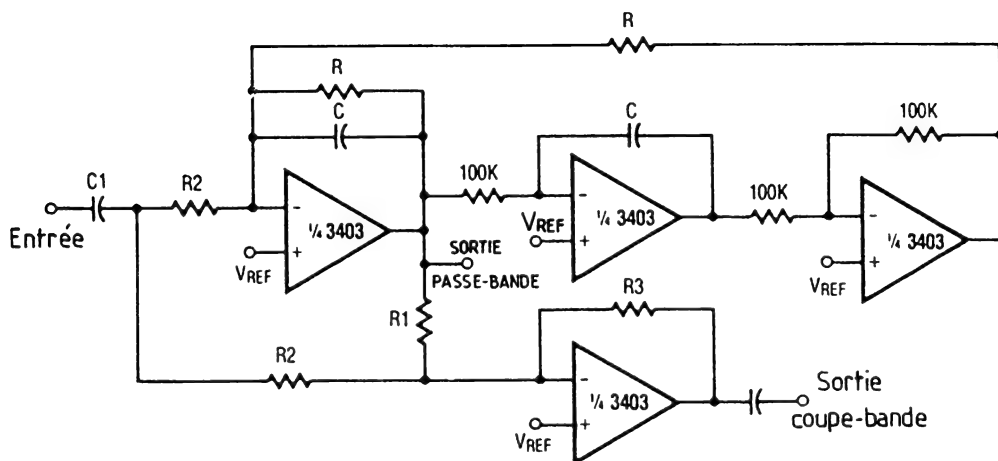 R
R
C
C
100K
C1
R2
100K
100K
Entrée
¼ 3403
VREF
¼ 3403
VREF
¼ 3403
VREF
SORTIE
PASSE-BANDE
R1
R3
R2
¼ 3403
VREF
Sortie
coupe-bande